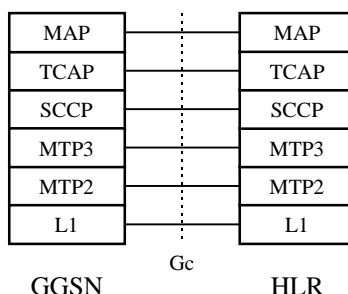 MAP MAP
TCAP TCAP
SCCP SCCP
MTP3 MTP3
MTP2 MTP2
L1 L1
Gc
GGSN HLR